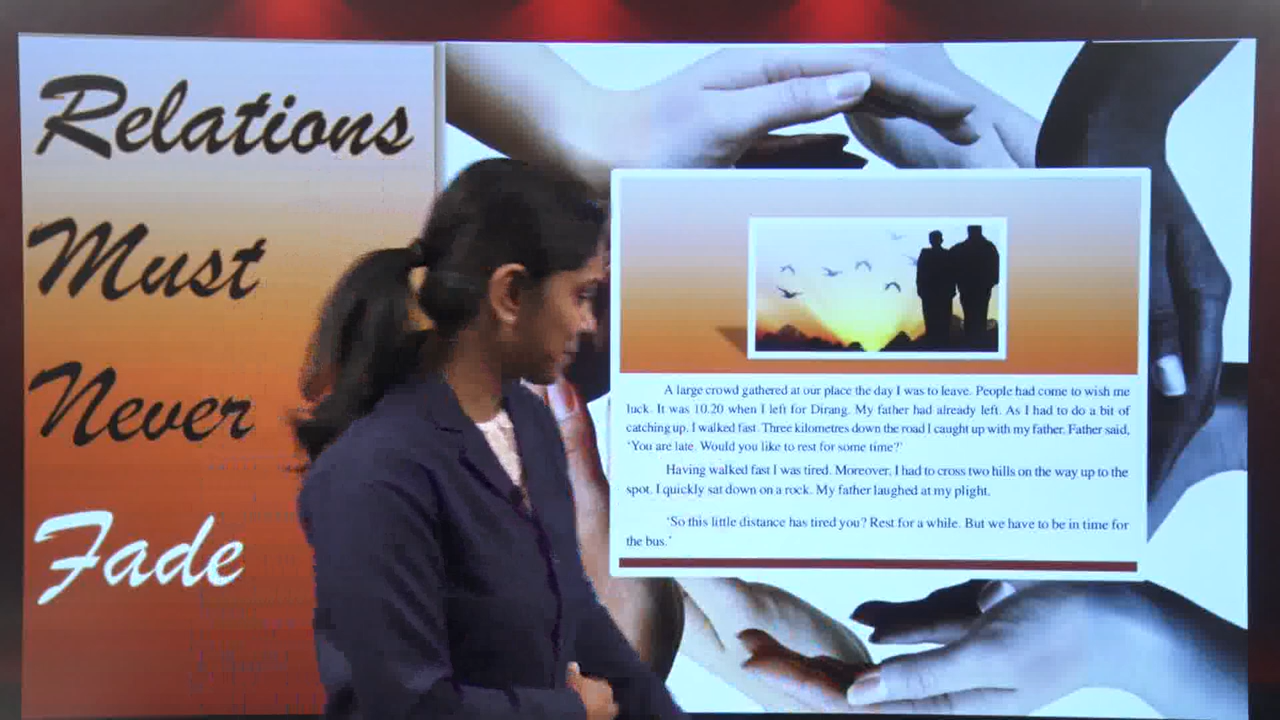 Relations
Must
Never
Fade
A large crowd gathered at our place the day I was to leave. People had come to wish me
luck. It was 10.20 when I left for Dirang. My father had already left. As I had to do a bit of
catching up, I walked fast. Three kilometres down the road I caught up with my father. Father said,
'You are late. Would you like to rest for some time?'
Having walked fast I was tired. Moreover, I had to cross two hills on the way up to the
spot. I quickly sat down on a rock. My father laughed at my plight.
'So this little distance has tired you? Rest for a while. But we have to be in time for
the bus.'